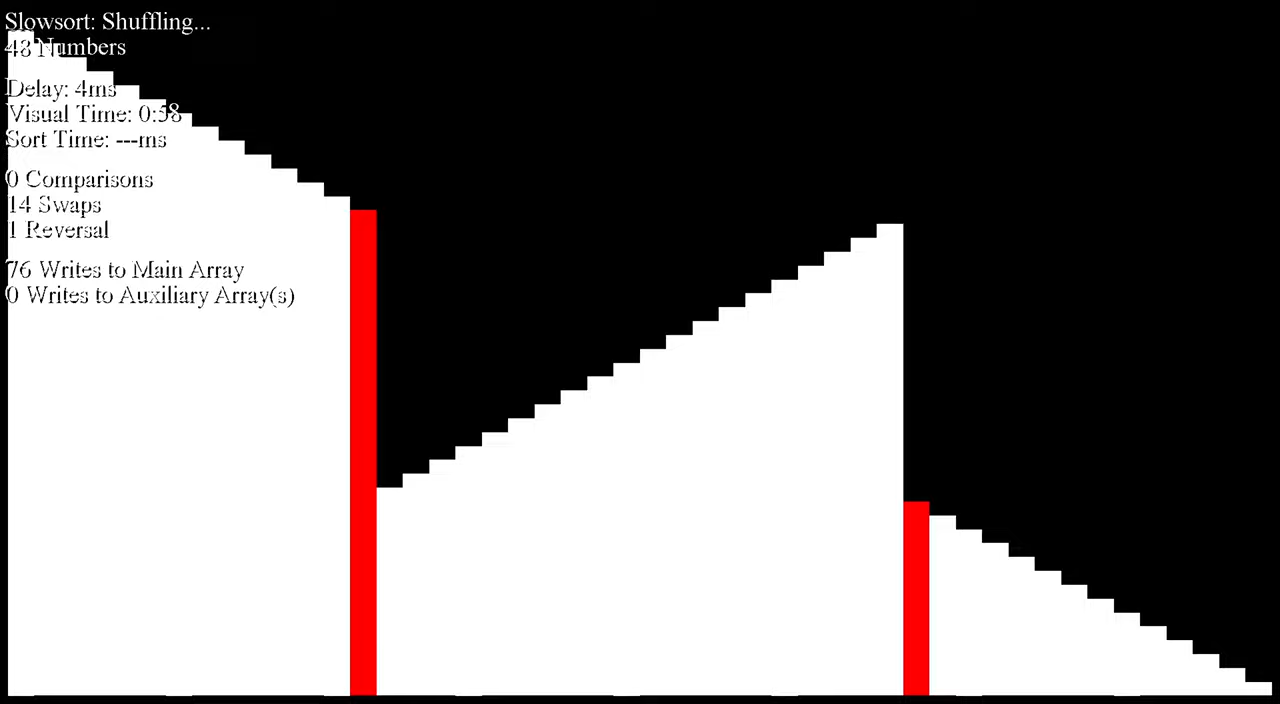 Slowsort: Shuffling...
48 Numbers
Delay: 4ms
Visual Time: 0:58
Sort Time: ---ms
0 Comparisons
14 Swaps
1 Reversal
76 Writes to Main Array
0 Writes to Auxiliary Array(s)